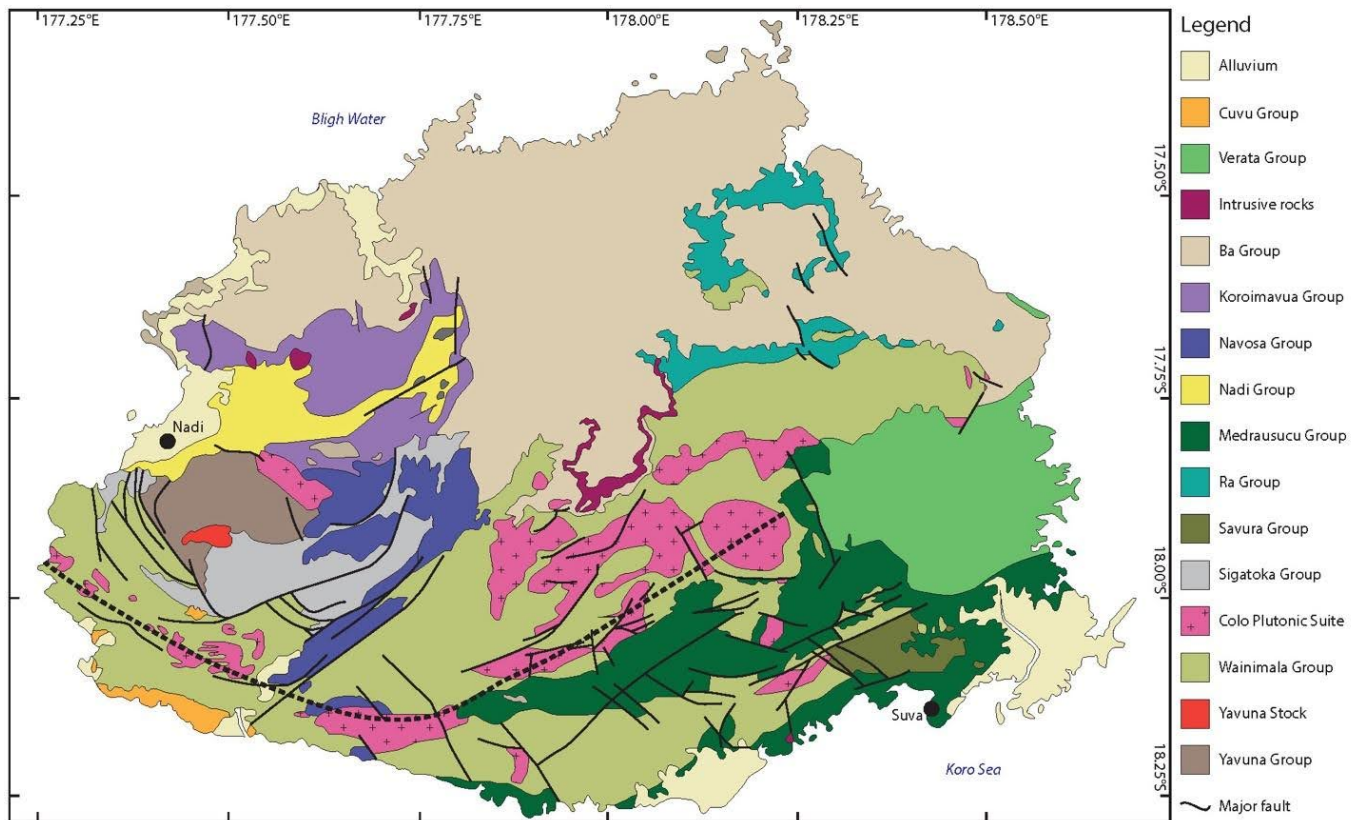 177.25°E
177.50°E
177.75°E
178.00°E
178.25°E
178.50°E
Bligh Water
17.50°S
17.75°S
Nadi
18.00°S
Suva
Koro Sea
18.25°S
Legend
Alluvium
Cuvu Group
Verata Group
Intrusive rocks
Ba Group
Koroimavua Group
Navosa Group
Nadi Group
Medrausucu Group
Ra Group
Savura Group
Sigatoka Group
Colo Plutonic Suite
Wainimala Group
Yavuna Stock
Yavuna Group
Major fault